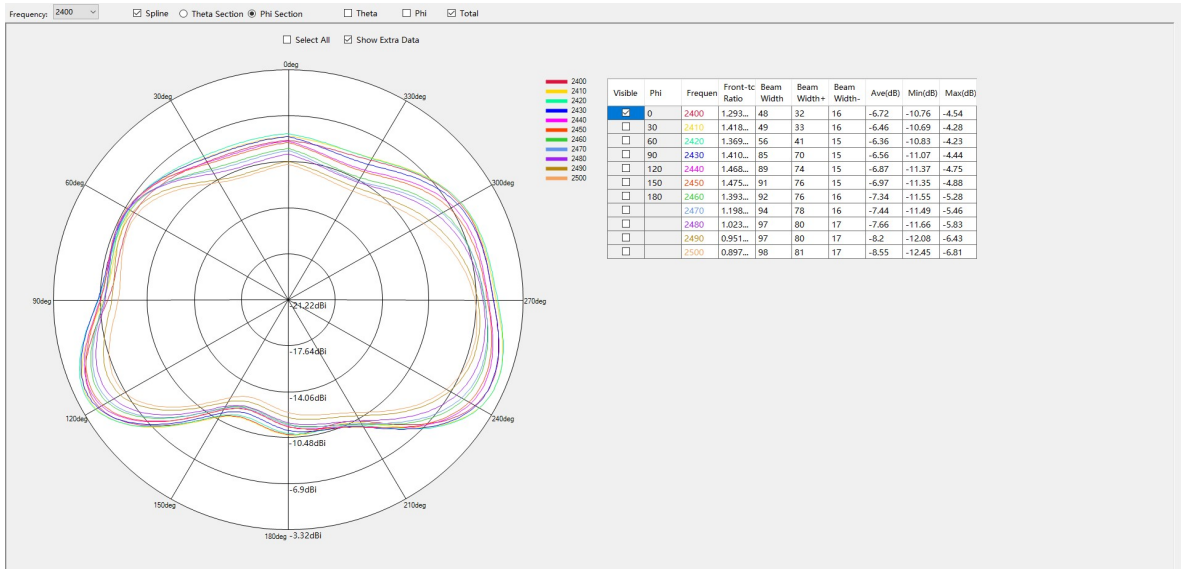 Frequency: 2400 Spline Theta Section Phi Section Theta Phi Total
Select All Show Extra Data
0deg
30deg
330deg
60deg
300deg
90deg
270deg
120deg
240deg
150deg
210deg
180deg
-21.22dBi
-17.64dBi
-14.06dBi
-10.48dBi
-6.9dBi
-3.32dBi
2400
2410
2420
2430
2440
2450
2460
2470
2480
2490
2500
Visible Phi Frequen Front-tc Ratio Beam Width Beam Width+ Beam Width- Ave(dB) Min(dB) Max(dB)
0 2400 1.293... 48 32 16 -6.72 -10.76 -4.54
30 2410 1.418... 49 33 16 -6.46 -10.69 -4.28
60 2420 1.369... 56 41 15 -6.36 -10.83 -4.23
90 2430 1.410... 85 70 15 -6.56 -11.07 -4.44
120 2440 1.468... 89 74 15 -6.87 -11.37 -4.75
150 2450 1.475... 91 76 15 -6.97 -11.35 -4.88
180 2460 1.393... 92 76 16 -7.34 -11.55 -5.28
2470 1.198... 94 78 16 -7.44 -11.49 -5.46
2480 1.023... 97 80 17 -7.66 -11.66 -5.83
2490 0.951... 97 80 17 -8.2 -12.08 -6.43
2500 0.897... 98 81 17 -8.55 -12.45 -6.81